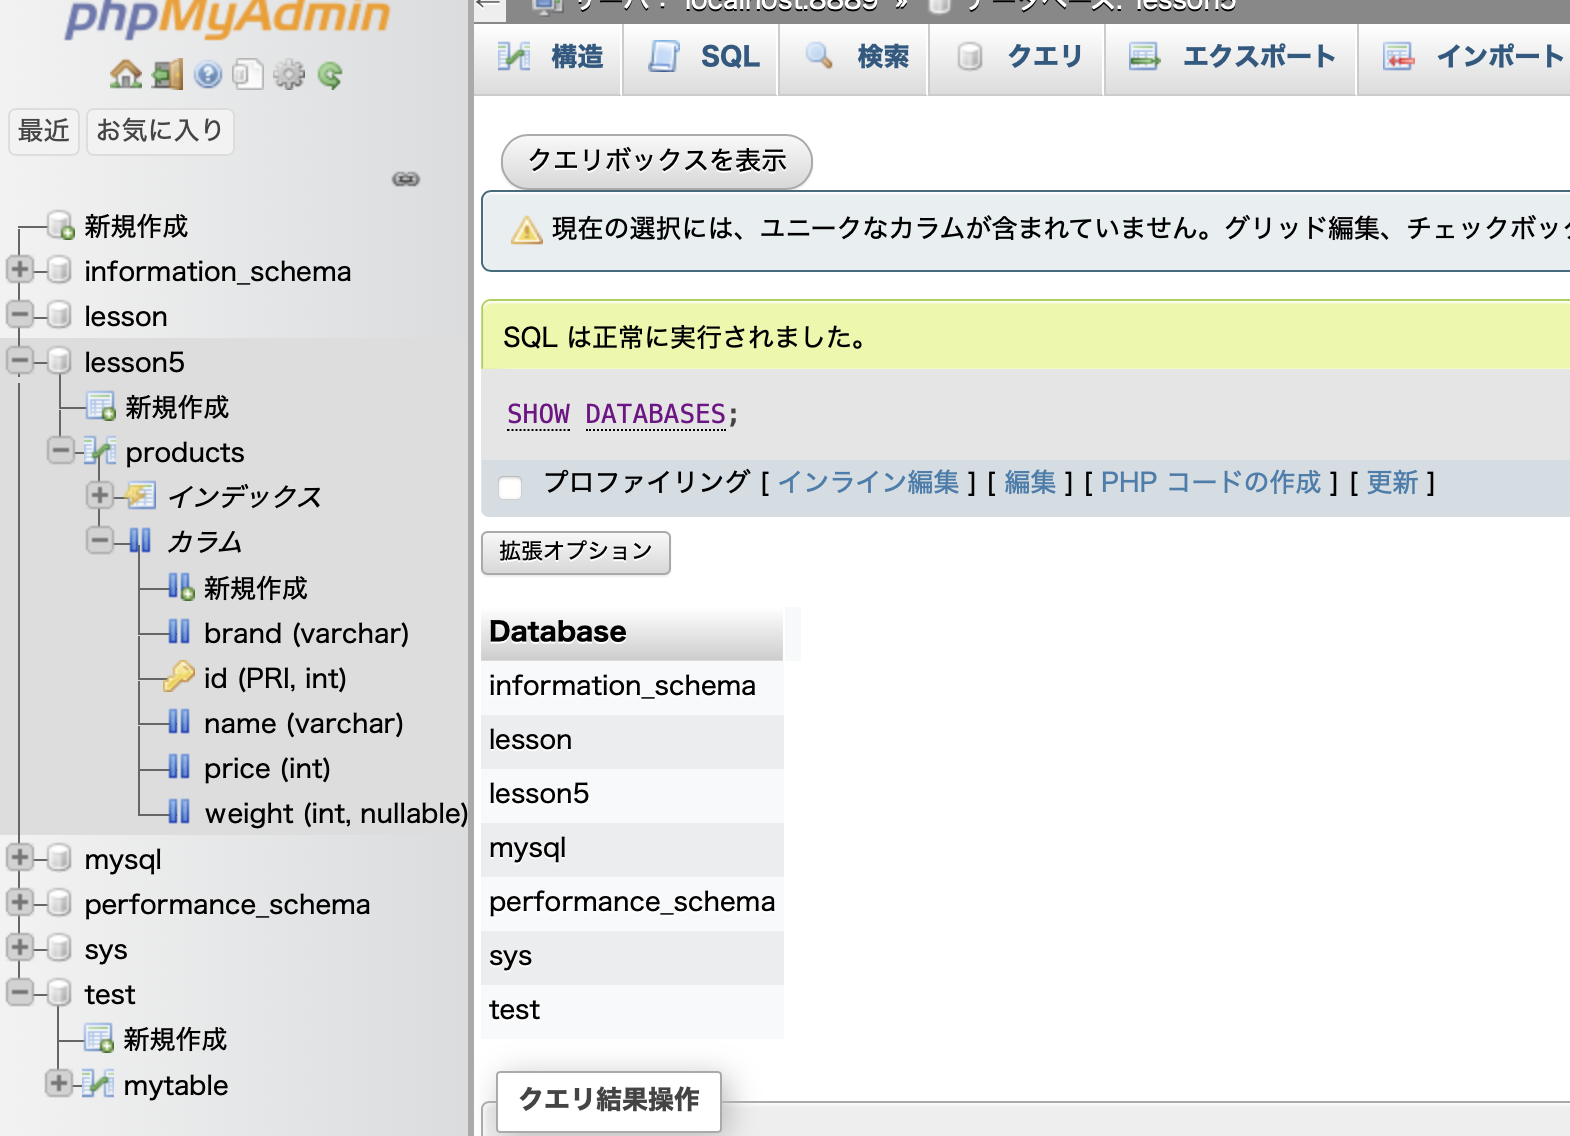 phpMyAdmin
最近 お気に入り
新規作成
information_schema
lesson
lesson5
新規作成
products
インデックス
カラム
新規作成
brand (varchar)
id (PRI, int)
name (varchar)
price (int)
weight (int, nullable)
mysql
performance_schema
sys
test
新規作成
mytable
サーバ: localhost:8889 » データベース: lesson5
構造 SQL 検索 クエリ エクスポート インポート
クエリボックスを表示
現在の選択には、ユニークなカラムが含まれていません。グリッド編集、チェックボッ
SQL は正常に実行されました。
SHOW DATABASES;
プロファイリング [ インライン編集 ] [ 編集 ] [ PHP コードの作成 ] [ 更新 ]
拡張オプション
Database
information_schema
lesson
lesson5
mysql
performance_schema
sys
test
クエリ結果操作